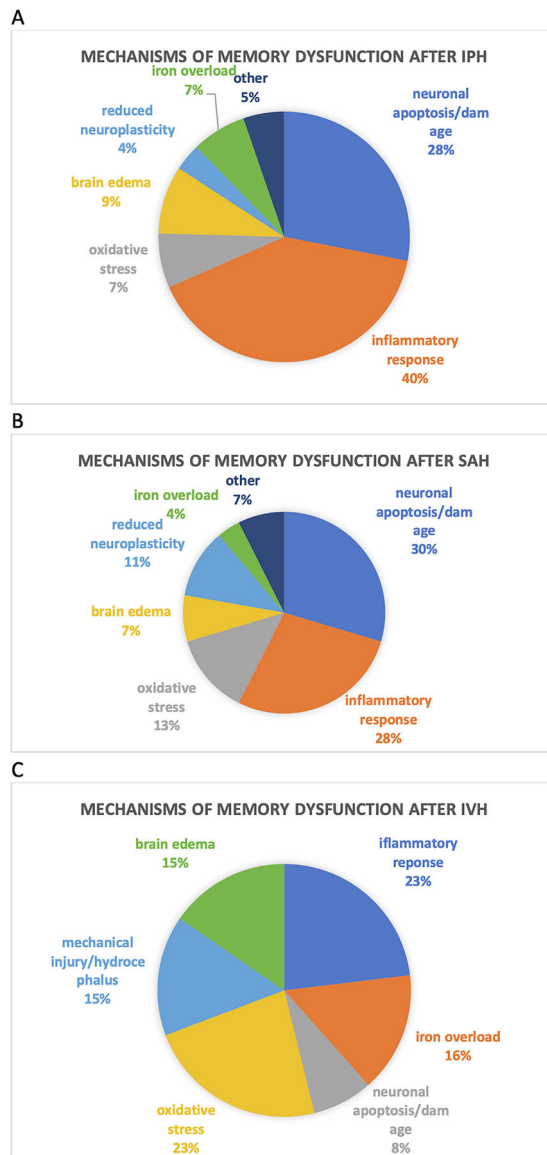 A
MECHANISMS OF MEMORY DYSFUNCTION AFTER IPH
iron overload
7%
other
5%
neuronal
apoptosis/dam
age
28%
reduced
neuroplasticity
4%
brain edema
9%
oxidative
stress
7%
inflammatory
response
40%
B
MECHANISMS OF MEMORY DYSFUNCTION AFTER SAH
other
7%
iron overload
4%
neuronal
apoptosis/dam
age
30%
reduced
neuroplasticity
11%
brain edema
7%
oxidative
stress
13%
inflammatory
response
28%
C
MECHANISMS OF MEMORY DYSFUNCTION AFTER IVH
brain edema
15%
iflammatory
reponse
23%
mechanical
injury/hydroce
phalus
15%
iron overload
16%
neuronal
apoptosis/dam
age
8%
oxidative
stress
23%